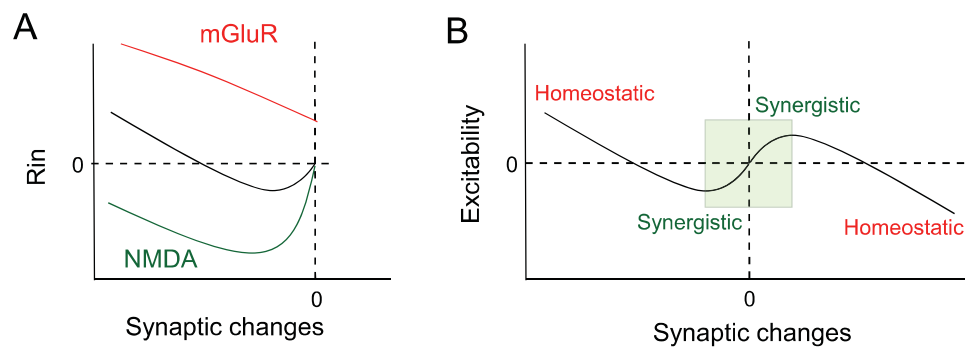 A
mGluR
Rin
0
NMDA
0
Synaptic changes
B
Homeostatic
Synergistic
Excitability
0
Synergistic
Homeostatic
0
Synaptic changes